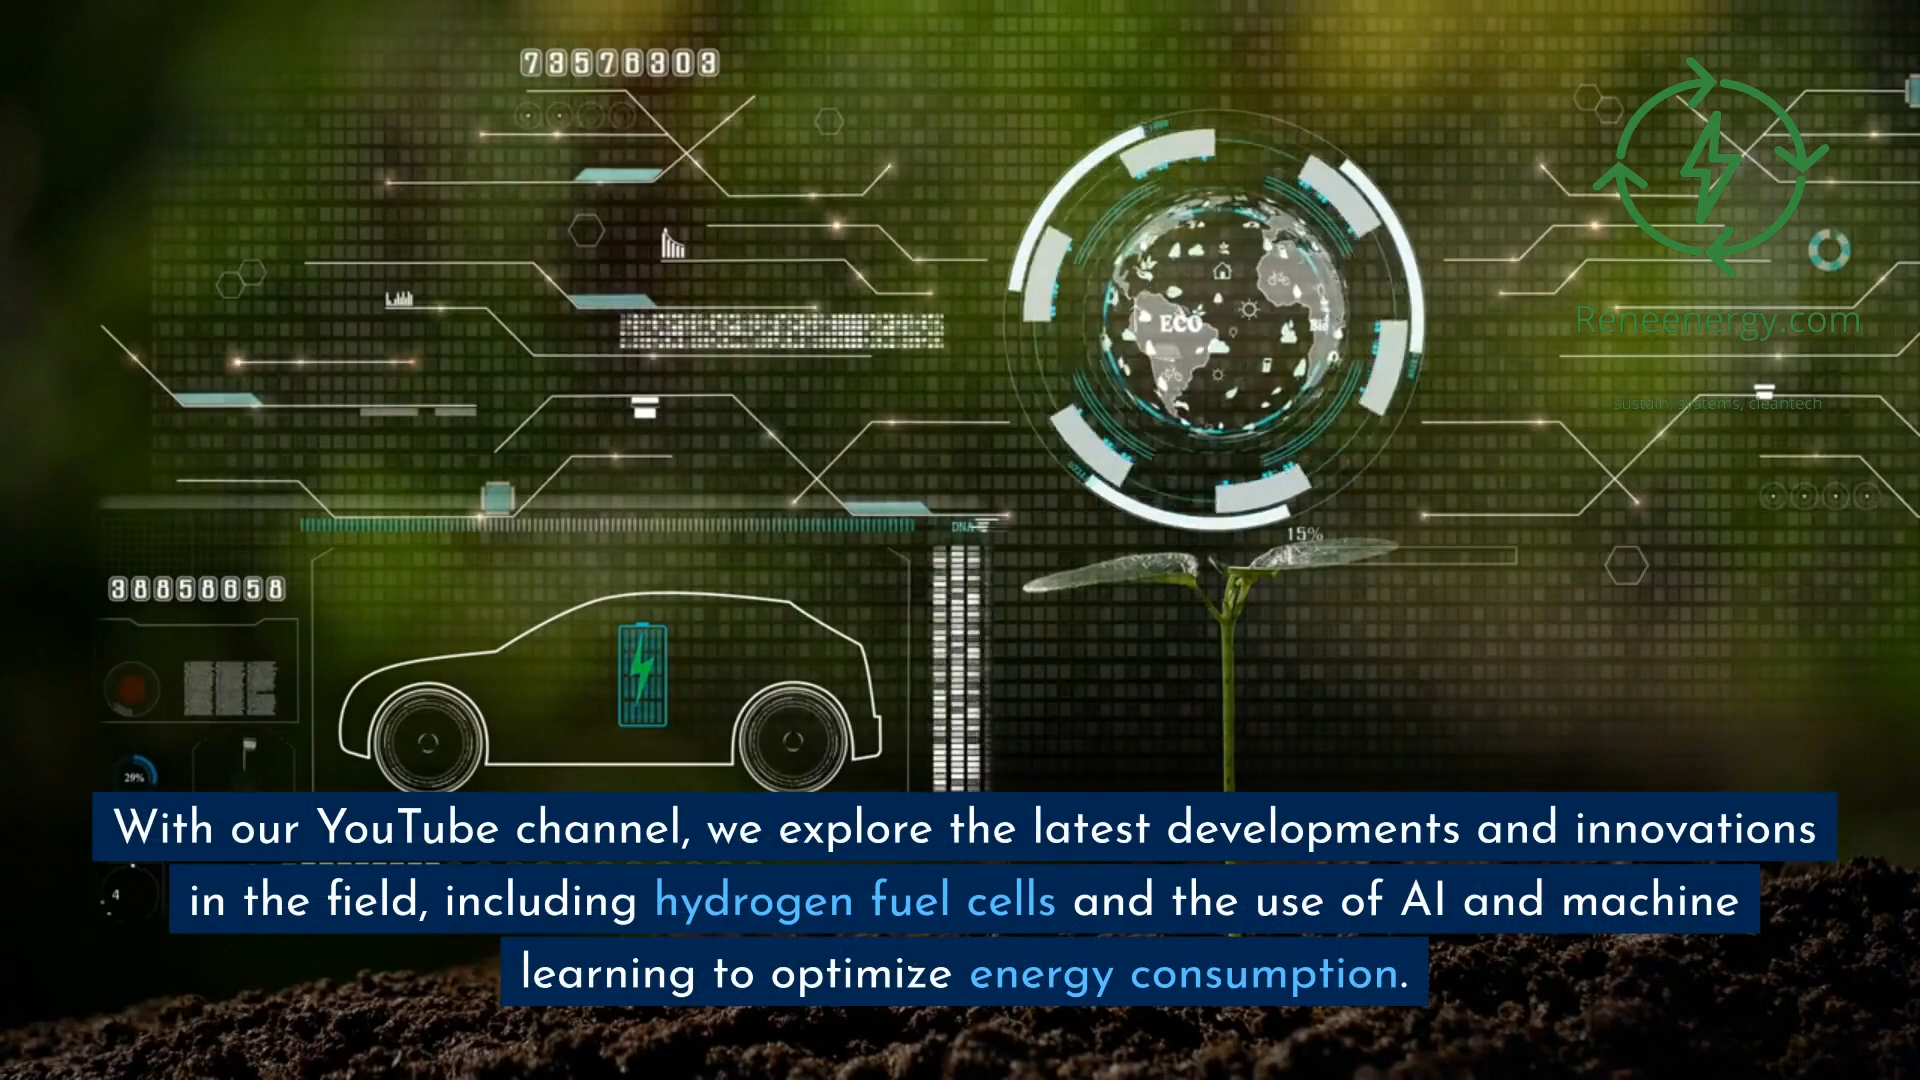 73576303
ECO
Bio
Reneenergy.com
sustain, systems, cleantech
DNA
15%
38858658
29%
With our YouTube channel, we explore the latest developments and innovations
in the field, including hydrogen fuel cells and the use of AI and machine
4
learning to optimize energy consumption.